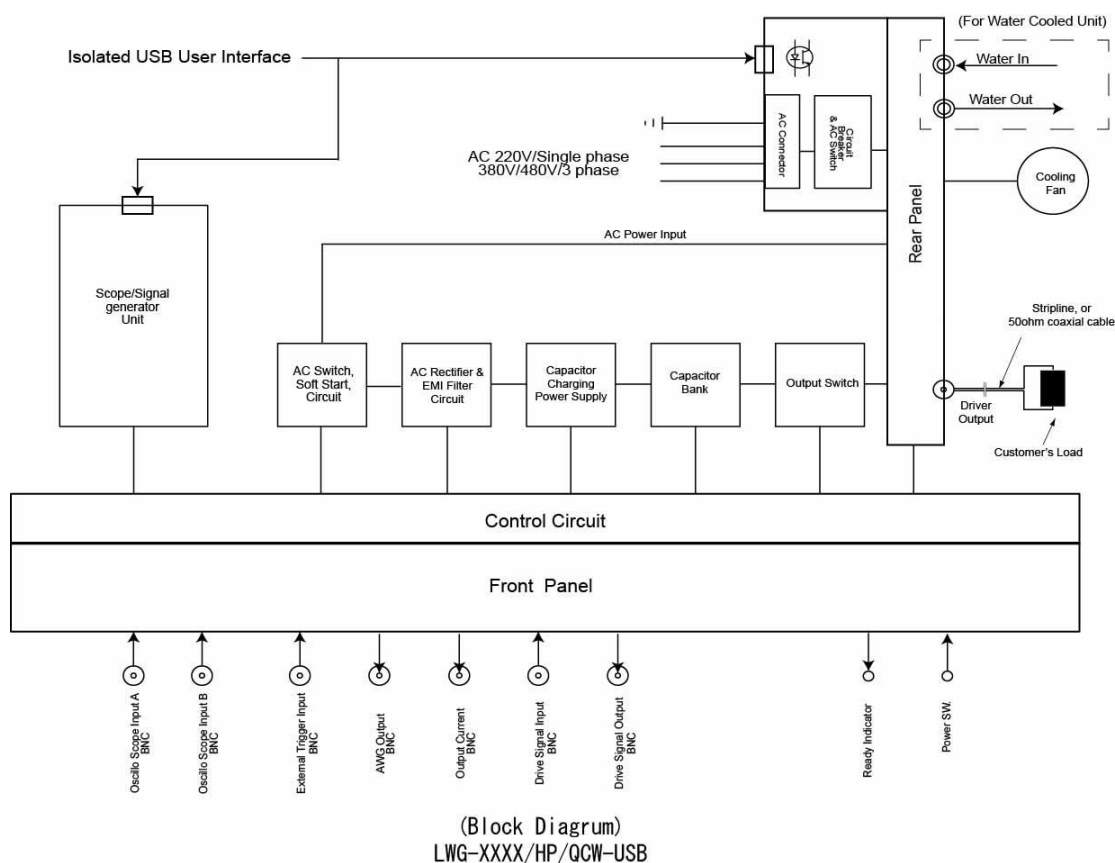 (For Water Cooled Unit)
Isolated USB User Interface
Water In
Water Out
AC Connector
Circuit
Breaker
& AC Switch
AC 220V/Single phase
380V/480V/3 phase
Rear Panel
Cooling
Fan
AC Power Input
Scope/Signal
generator
Unit
Stripline, or
50ohm coaxial cable
AC Switch,
Soft Start,
Circuit
AC Rectifier &
EMI Filter
Circuit
Capacitor
Charging
Power Supply
Capacitor
Bank
Output Switch
Driver
Output
Customer's Load
Control Circuit
Front Panel
Oscilo Scope Input A
BNC
Oscilo Scope Input B
BNC
External Trigger Input
BNC
AWG Output
BNC
Output Current
BNC
Drive Signal Input
BNC
Drive Signal Output
BNC
Ready Indicator
Power SW.
(Block Diagrum)
LWG-XXXX/HP/QCW-USB